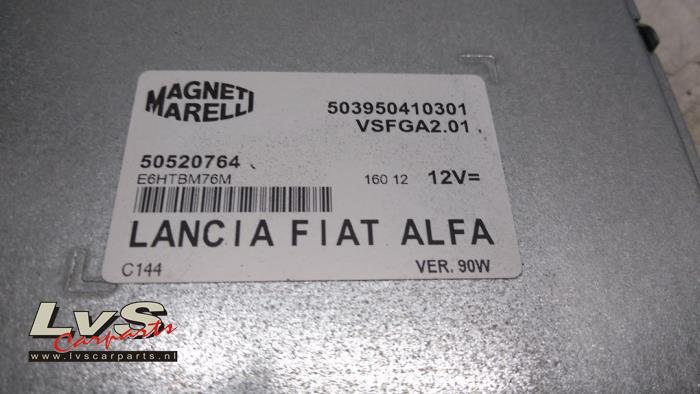 MAGNETI
MARELLI
503950410301
VSFGA2.01
50520764
E6HTBM76M
160 12
12V=
LANCIA FIAT ALFA
C144
VER. 90W
LvS
Carparts
www.lvscarparts.nl